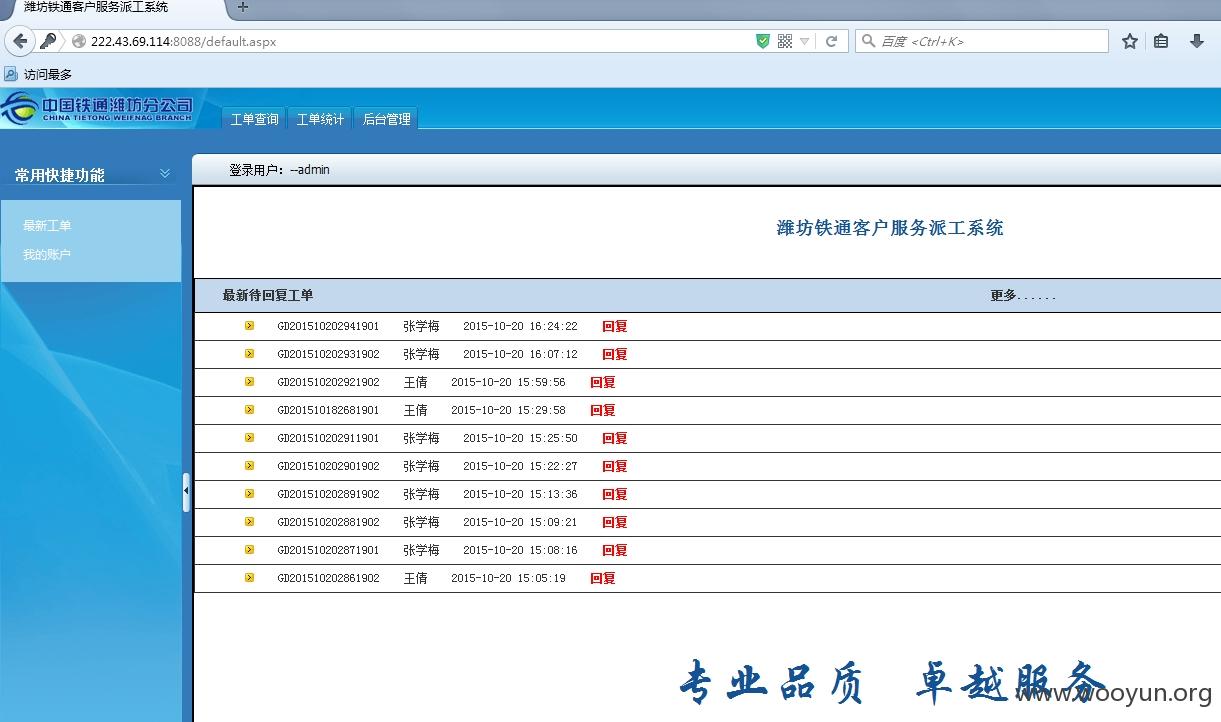 潍坊铁通客户服务派工系统
222.43.69.114:8088/default.aspx
百度 <Ctrl+K>
访问最多
中国铁通潍坊分公司
CHINA TIETONG WEIFNAG BRANCH
工单查询 工单统计 后台管理
常用快捷功能
登录用户：--admin
最新工单
我的账户
潍坊铁通客户服务派工系统
最新待回复工单 更多......
GD201510202941901 张学梅 2015-10-20 16:24:22 回复
GD201510202931902 张学梅 2015-10-20 16:07:12 回复
GD201510202921902 王倩 2015-10-20 15:59:56 回复
GD201510182681901 王倩 2015-10-20 15:29:58 回复
GD201510202911901 张学梅 2015-10-20 15:25:50 回复
GD201510202901902 张学梅 2015-10-20 15:22:27 回复
GD201510202891902 张学梅 2015-10-20 15:13:36 回复
GD201510202881902 张学梅 2015-10-20 15:09:21 回复
GD201510202871901 张学梅 2015-10-20 15:08:16 回复
GD201510202861902 王倩 2015-10-20 15:05:19 回复
专业品质 卓越服务
www.wooyun.org